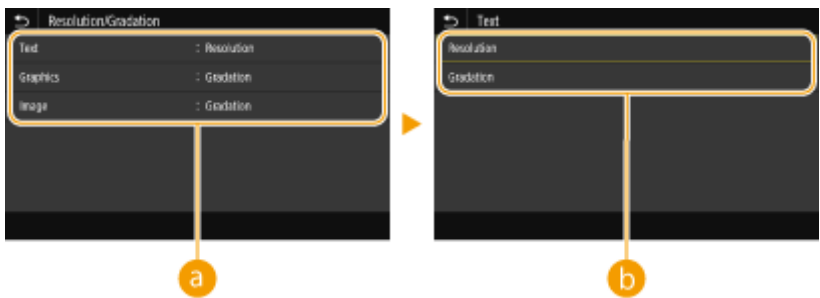 Resolution/Gradation
Text : Resolution
Graphics : Gradation
Image : Gradation
a
Text
Resolution
Gradation
b